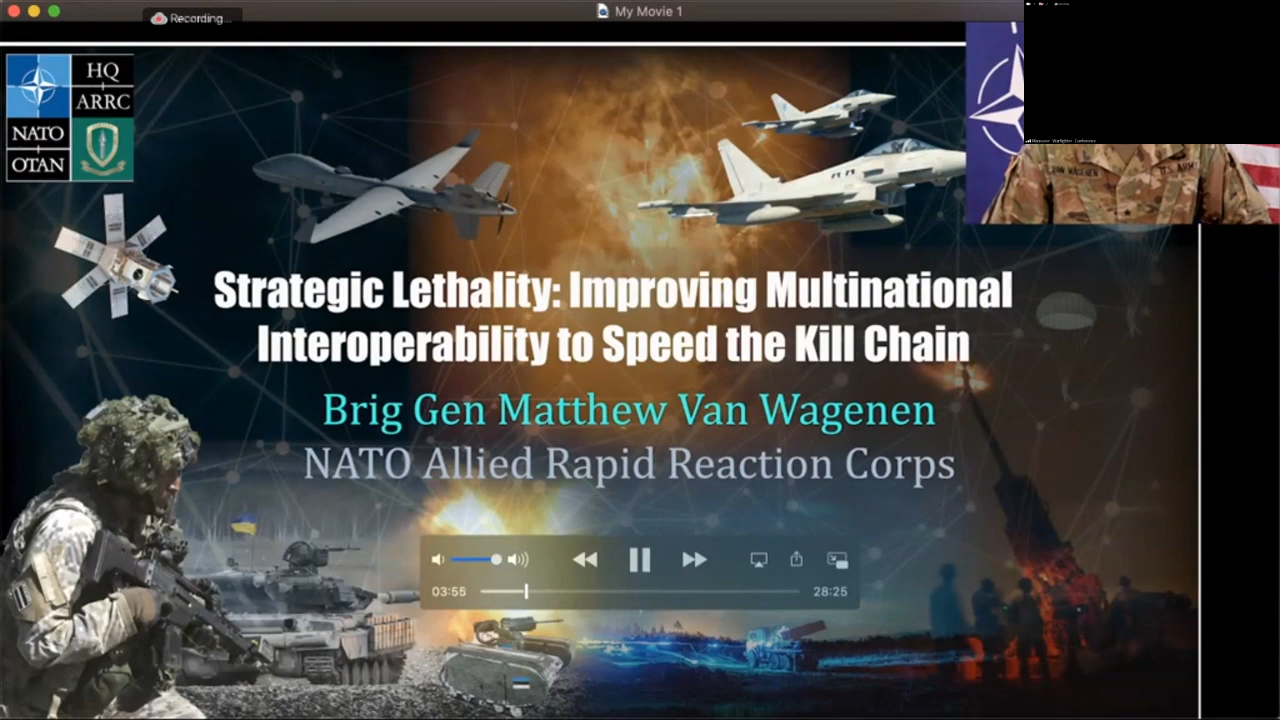 Recording...
My Movie 1
HQ
ARRC
NATO
OTAN
VAN WAGENEN
U.S. ARMY
Strategic Lethality: Improving Multinational
Interoperability to Speed the Kill Chain
Brig Gen Matthew Van Wagenen
NATO Allied Rapid Reaction Corps
03:55
28:25